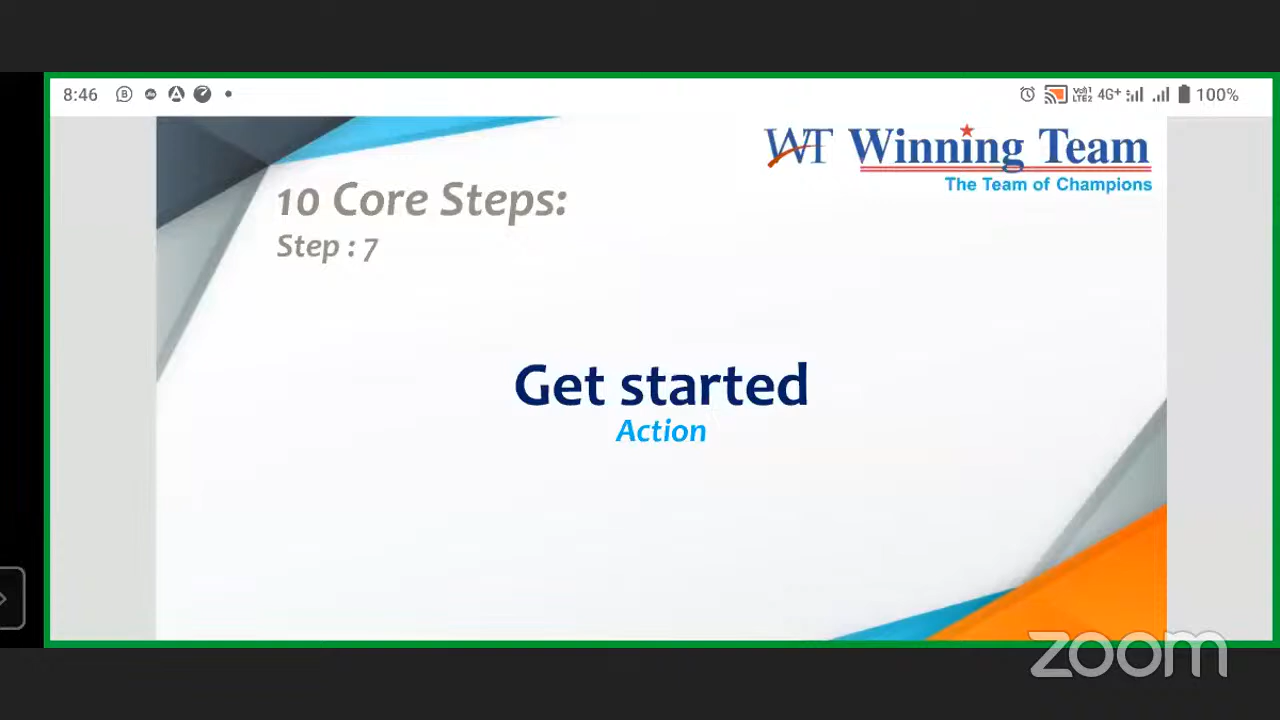 8:46
4G+
100%
WT Winning Team
The Team of Champions
10 Core Steps:
Step : 7
Get started
Action
zoom